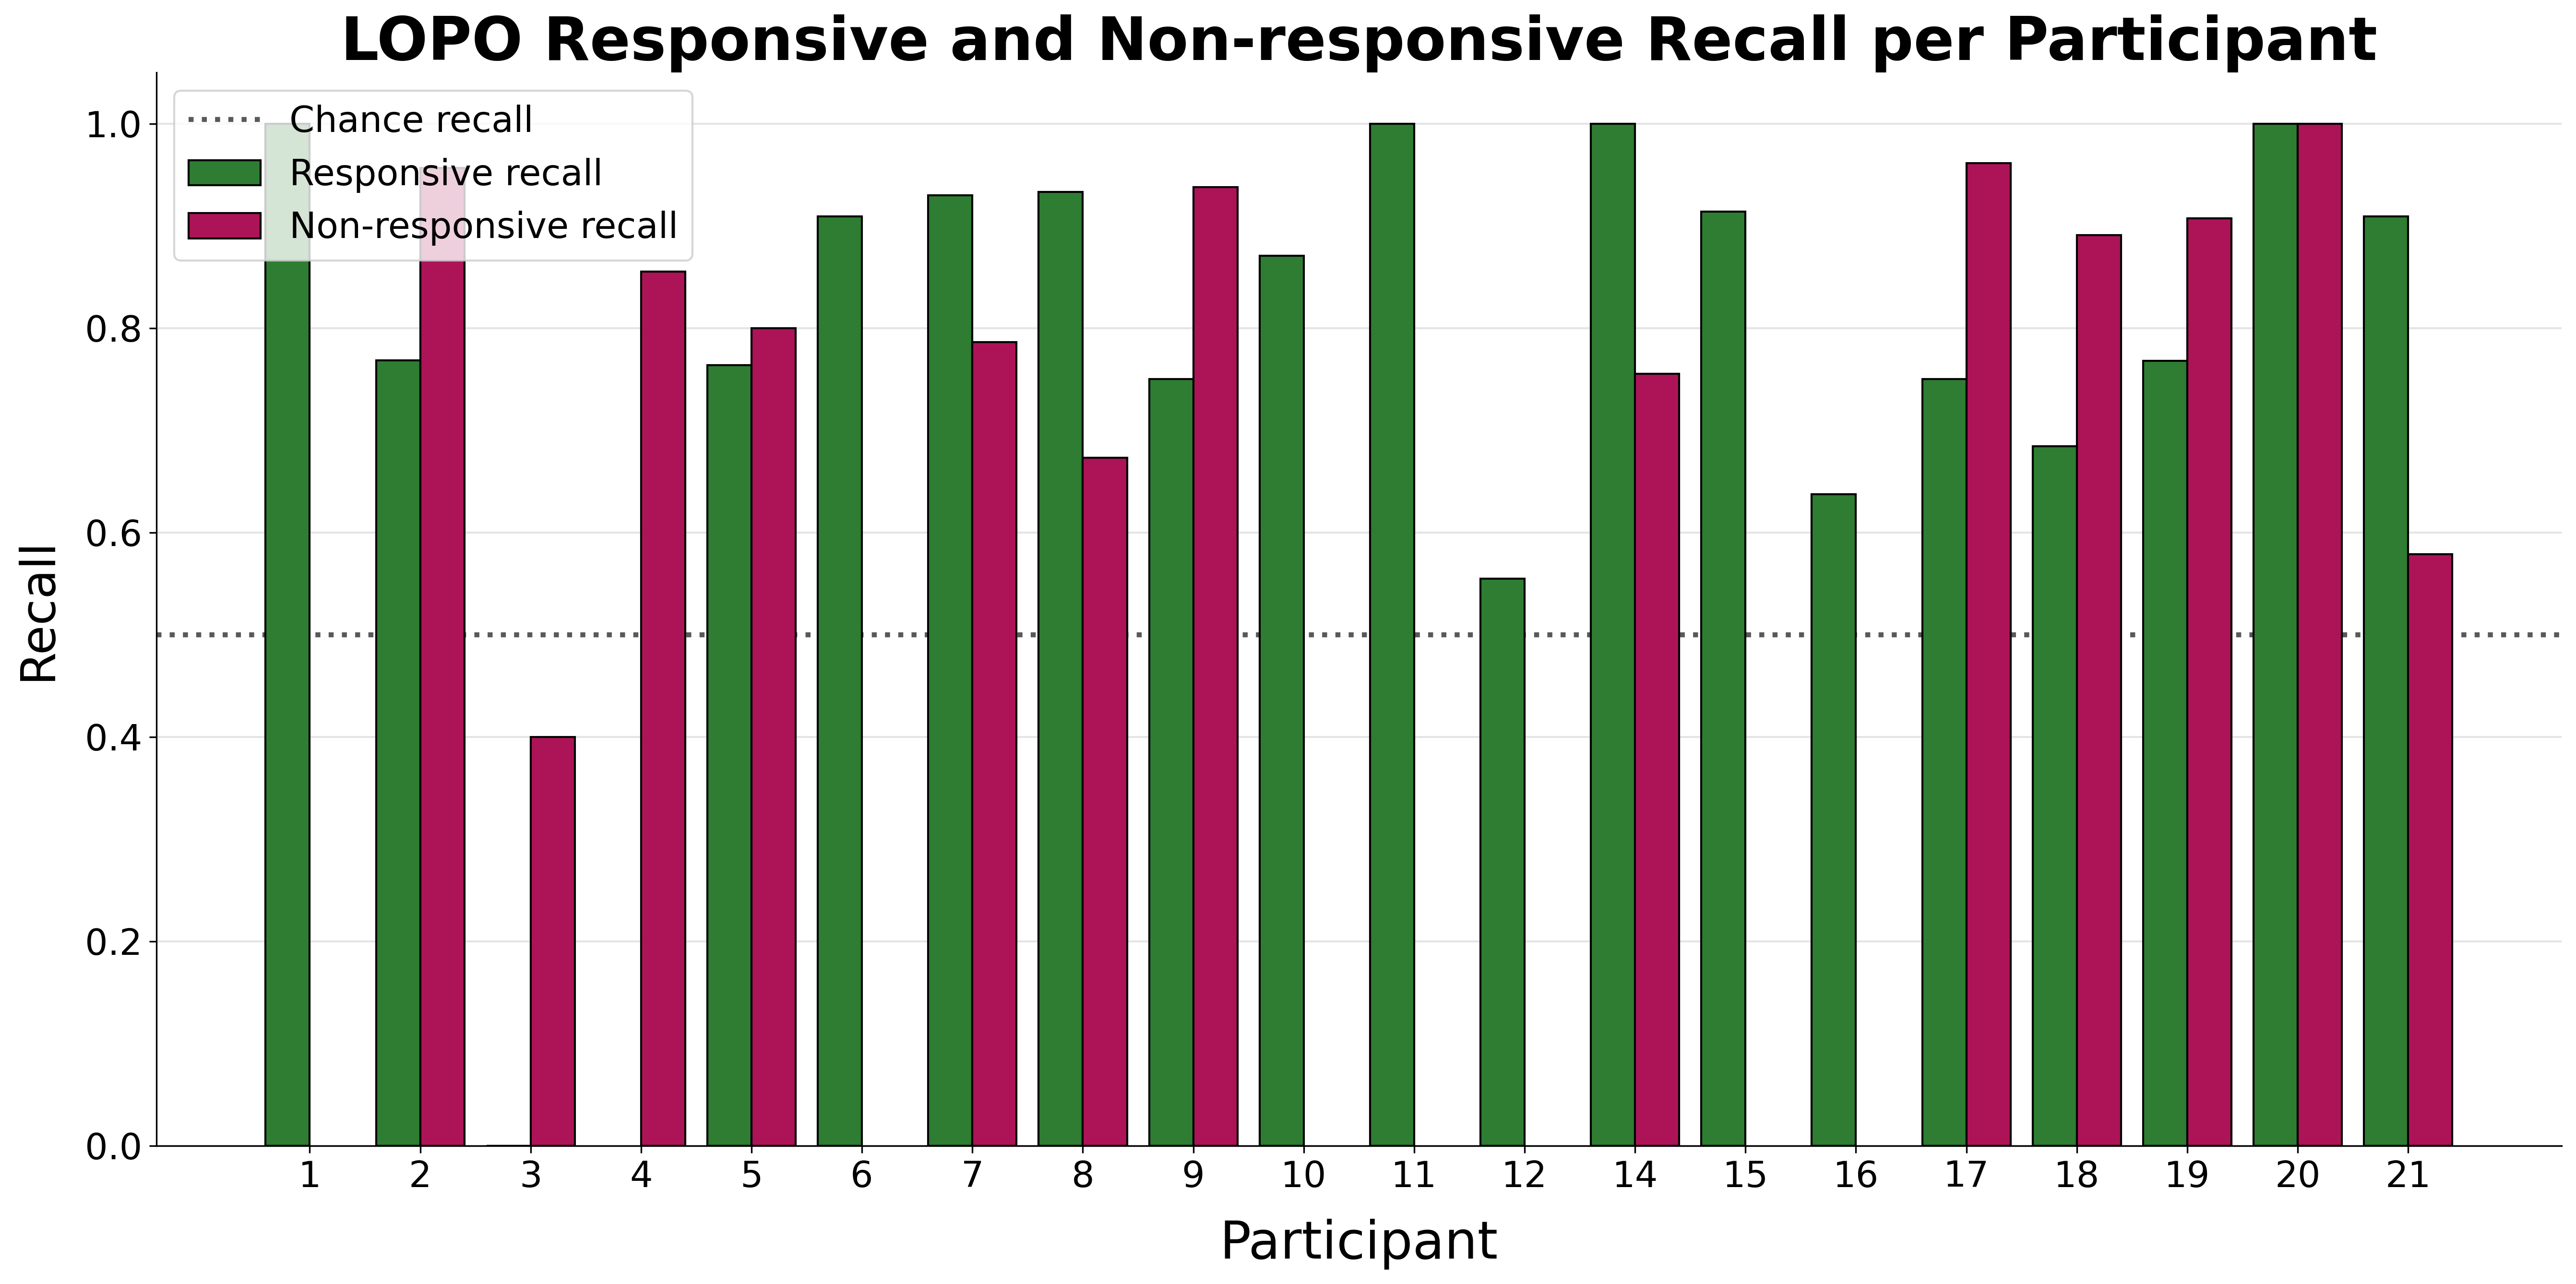 LOPO Responsive and Non-responsive Recall per Participant
Chance recall
Responsive recall
Non-responsive recall
1.0
0.8
0.6
0.4
0.2
0.0
Recall
1 2 3 4 5 6 7 8 9 10 11 12 14 15 16 17 18 19 20 21
Participant